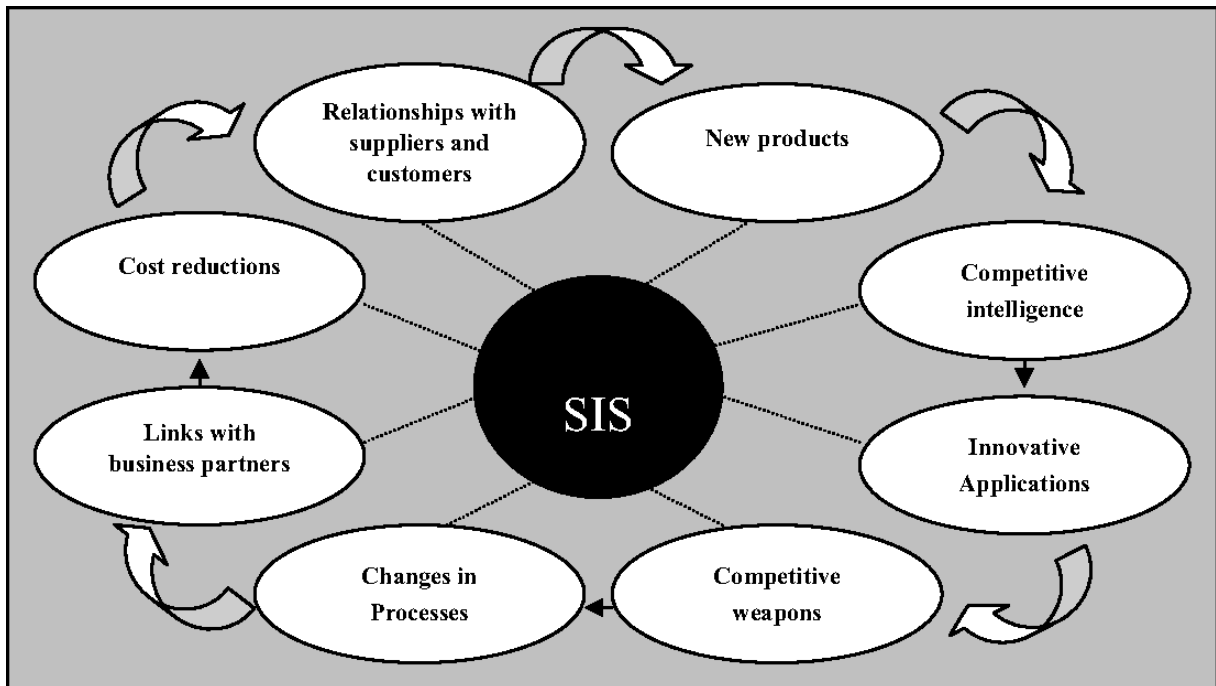 Relationships with
suppliers and
customers
New products
Cost reductions
Competitive
intelligence
SIS
Links with
business partners
Innovative
Applications
Changes in
Processes
Competitive
weapons